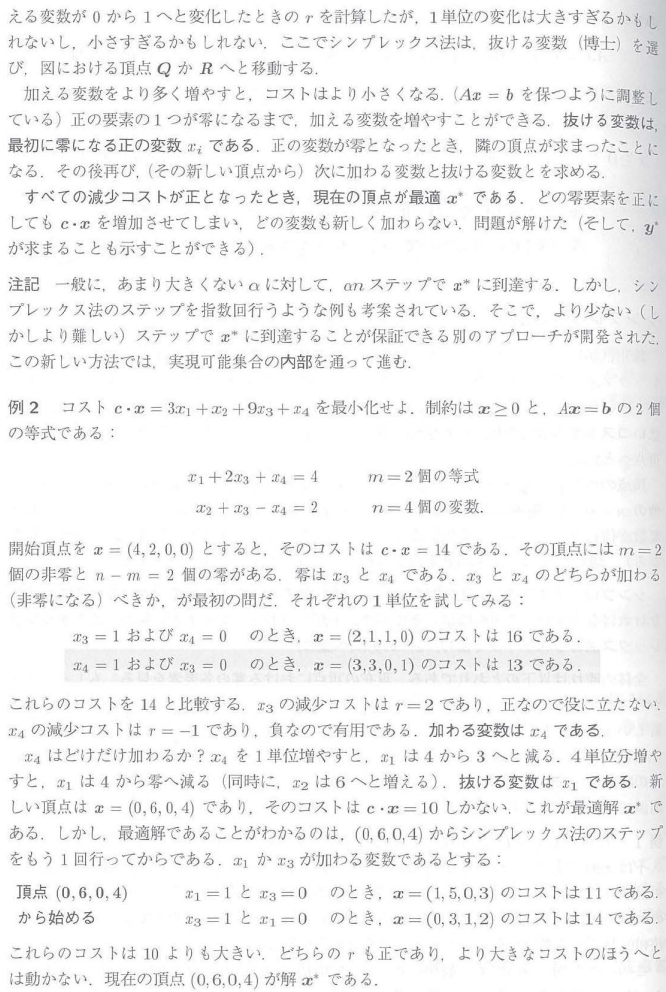 える変数が 0 から 1 へと変化したときの r を計算したが，1 単位の変化は大きすぎるかもし
れないし，小さすぎるかもしれない．ここでシンプレックス法は，抜ける変数（博士）を選
び，図における頂点 Q か R へと移動する．
加える変数をより多く増やすと，コストはより小さくなる．（Ax = b を保つように調整し
ている）正の要素の 1 つが零になるまで，加える変数を増やすことができる．抜ける変数は，
最初に零になる正の変数 xᵢ である．正の変数が零となったとき，隣の頂点が求まったことに
なる．その後再び，（その新しい頂点から）次に加わる変数と抜ける変数とを求める．
すべての減少コストが正となったとき，現在の頂点が最適 x* である．どの零要素を正に
しても c・x を増加させてしまい，どの変数も新しく加わらない．問題が解けた（そして，y*
が求まることも示すことができる）．
注記　一般に，あまり大きくない α に対して，αn ステップで x* に到達する．しかし，シン
プレックス法のステップを指数回行うような例も考案されている．そこで，より少ない（し
かしより難しい）ステップで x* に到達することが保証できる別のアプローチが開発された．
この新しい方法では，実現可能集合の内部を通って進む．
例 2　コスト c・x = 3x₁ + x₂ + 9x₃ + x₄ を最小化せよ．制約は x ≥ 0 と，Ax = b の 2 個
の等式である：
x₁ + 2x₃ + x₄ = 4　　m = 2 個の等式
x₂ + x₃ − x₄ = 2　　n = 4 個の変数．
開始頂点を x = (4, 2, 0, 0) とすると，そのコストは c・x = 14 である．その頂点には m = 2
個の非零と n − m = 2 個の零がある．零は x₃ と x₄ である．x₃ と x₄ のどちらが加わる
（非零になる）べきか，が最初の問だ．それぞれの 1 単位を試してみる：
x₃ = 1 および x₄ = 0　のとき，x = (2, 1, 1, 0) のコストは 16 である．
x₄ = 1 および x₃ = 0　のとき，x = (3, 3, 0, 1) のコストは 13 である．
これらのコストを 14 と比較する．x₃ の減少コストは r = 2 であり，正なので役に立たない．
x₄ の減少コストは r = −1 であり，負なので有用である．加わる変数は x₄ である．
x₄ はどけだけ加わるか？x₄ を 1 単位増やすと，x₁ は 4 から 3 へと減る．4 単位分増や
すと，x₁ は 4 から零へ減る（同時に，x₂ は 6 へと増える）．抜ける変数は x₁ である．新
しい頂点は x = (0, 6, 0, 4) であり，そのコストは c・x = 10 しかない．これが最適解 x* で
ある．しかし，最適解であることがわかるのは，(0, 6, 0, 4) からシンプレックス法のステップ
をもう 1 回行ってからである．x₁ か x₃ が加わる変数であるとする：
頂点 (0, 6, 0, 4)　　x₁ = 1 と x₃ = 0　のとき，x = (1, 5, 0, 3) のコストは 11 である．
から始める　　x₃ = 1 と x₁ = 0　のとき，x = (0, 3, 1, 2) のコストは 14 である．
これらのコストは 10 よりも大きい．どちらの r も正であり，より大きなコストのほうへと
は動かない．現在の頂点 (0, 6, 0, 4) が解 x* である．